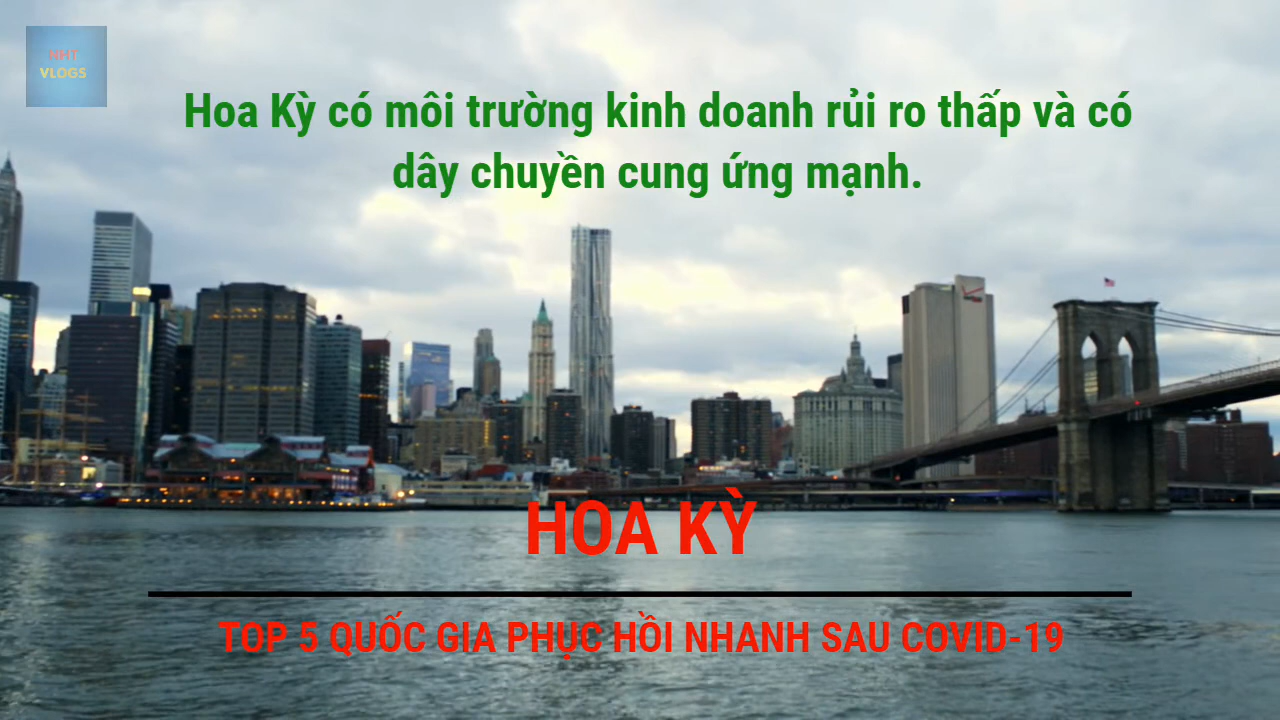 NHT
VLOGS
Hoa Kỳ có môi trường kinh doanh rủi ro thấp và có
dây chuyền cung ứng mạnh.
HOA KỲ
TOP 5 QUỐC GIA PHỤC HỒI NHANH SAU COVID-19